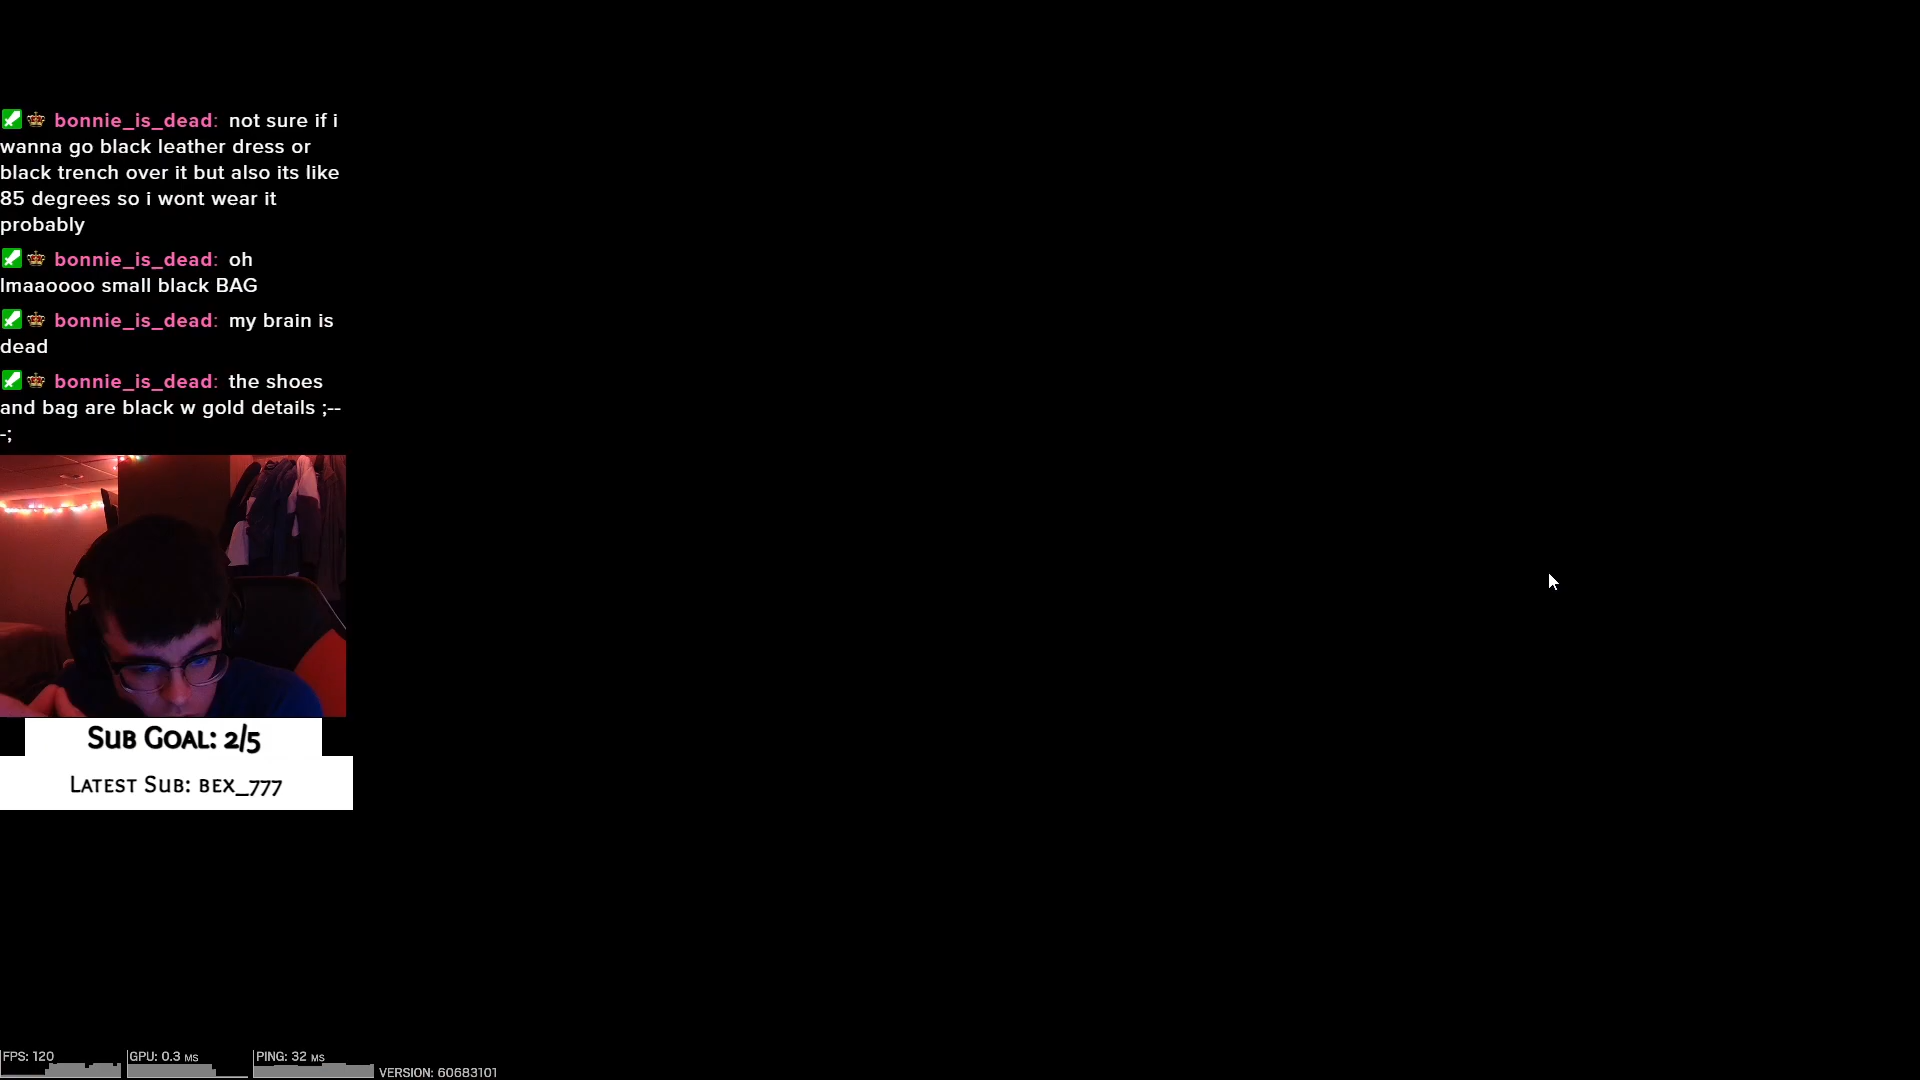 bonnie_is_dead: not sure if i
wanna go black leather dress or
black trench over it but also its like
85 degrees so i wont wear it
probably
bonnie_is_dead: oh
lmaaoooo small black BAG
bonnie_is_dead: my brain is
dead
bonnie_is_dead: the shoes
and bag are black w gold details ;--
-;
Sub Goal: 2/5
Latest Sub: bex_777
FPS: 120 GPU: 0.3 MS PING: 32 MS
VERSION: 60683101